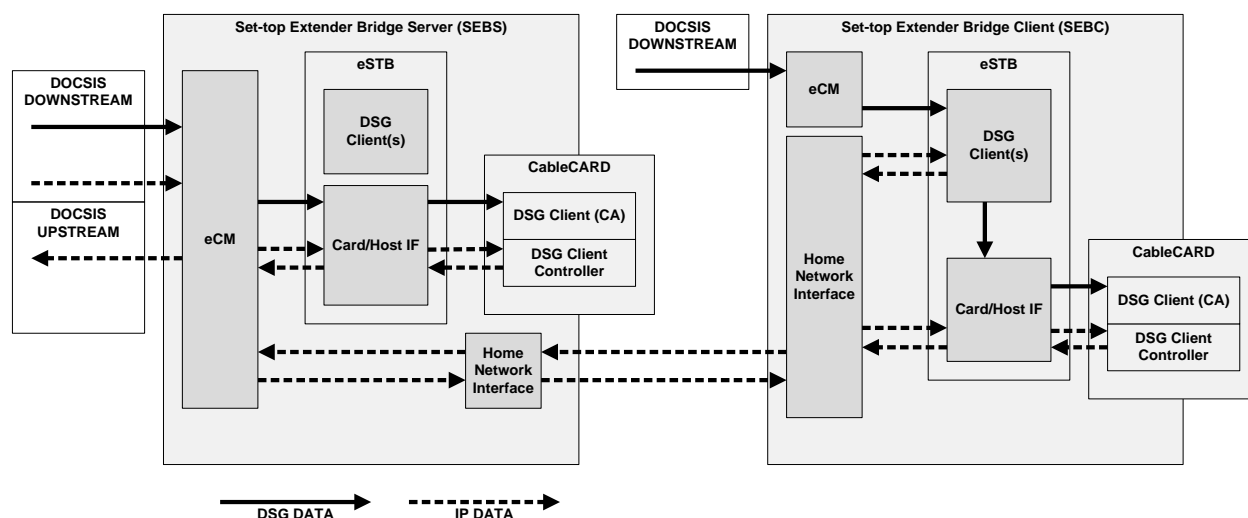 Set-top Extender Bridge Server (SEBS)
DOCSIS
DOWNSTREAM
DOCSIS
UPSTREAM
eCM
eSTB
DSG
Client(s)
Card/Host IF
CableCARD
DSG Client (CA)
DSG Client
Controller
Home
Network
Interface
DOCSIS
DOWNSTREAM
Set-top Extender Bridge Client (SEBC)
eCM
Home
Network
Interface
eSTB
DSG
Client(s)
Card/Host IF
CableCARD
DSG Client (CA)
DSG Client
Controller
DSG DATA
IP DATA